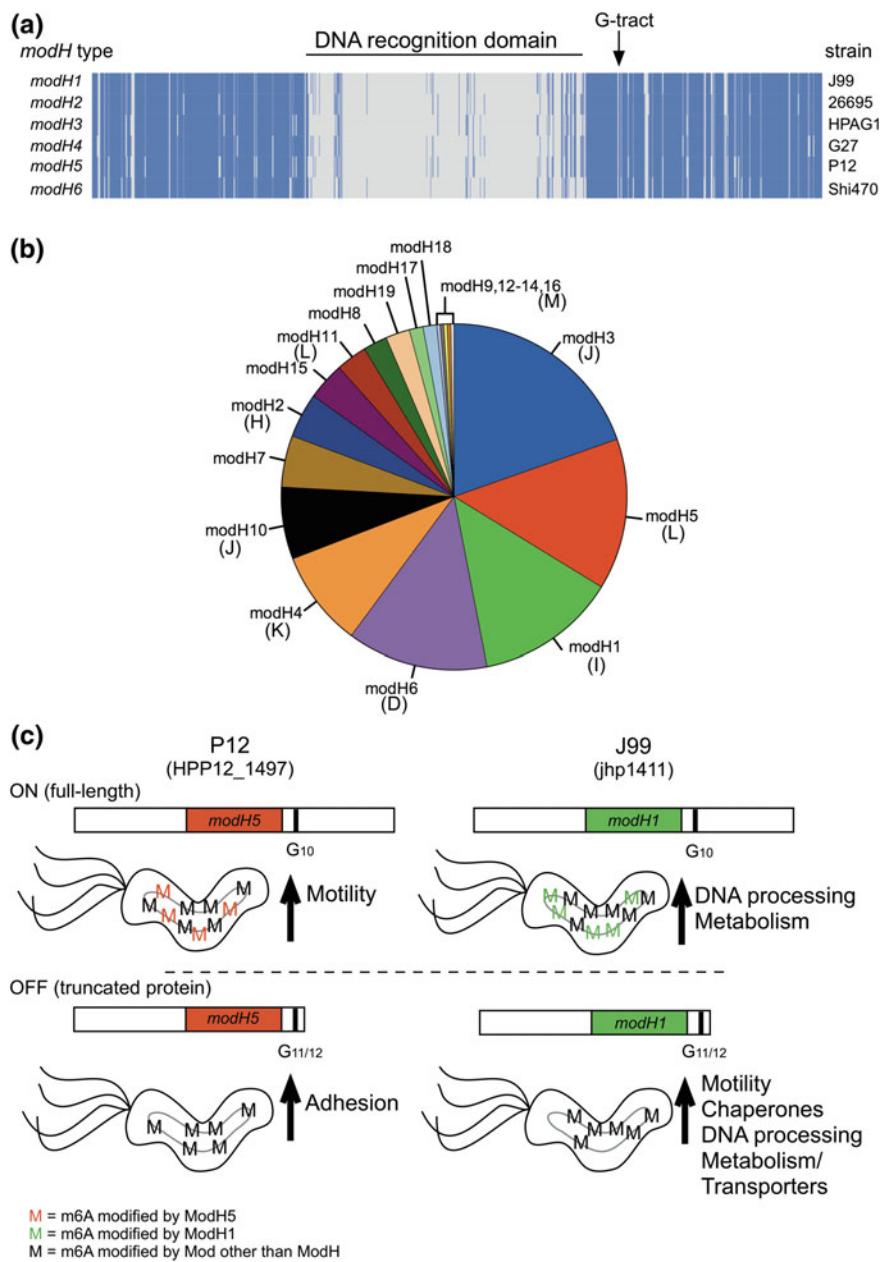 (a)
DNA recognition domain
G-tract
modH type
strain
modH1
J99
modH2
26695
modH3
HPAG1
modH4
G27
modH5
P12
modH6
Shi470
(b)
modH18
modH17
modH19
modH8
modH11
(L)
modH15
modH2
(H)
modH7
modH10
(J)
modH4
(K)
modH6
(D)
modH1
(I)
modH5
(L)
modH3
(J)
modH9,12-14,16
(M)
(c)
P12
(HPP12_1497)
J99
(jhp1411)
ON (full-length)
modH5
G10
M M M M M M M M M M
Motility
modH1
G10
M M M M M M M M M M M
DNA processing
Metabolism
OFF (truncated protein)
modH5
G11/12
M M M M M M
Adhesion
modH1
G11/12
M M M M M M
Motility
Chaperones
DNA processing
Metabolism/
Transporters
M = m6A modified by ModH5
M = m6A modified by ModH1
M = m6A modified by Mod other than ModH